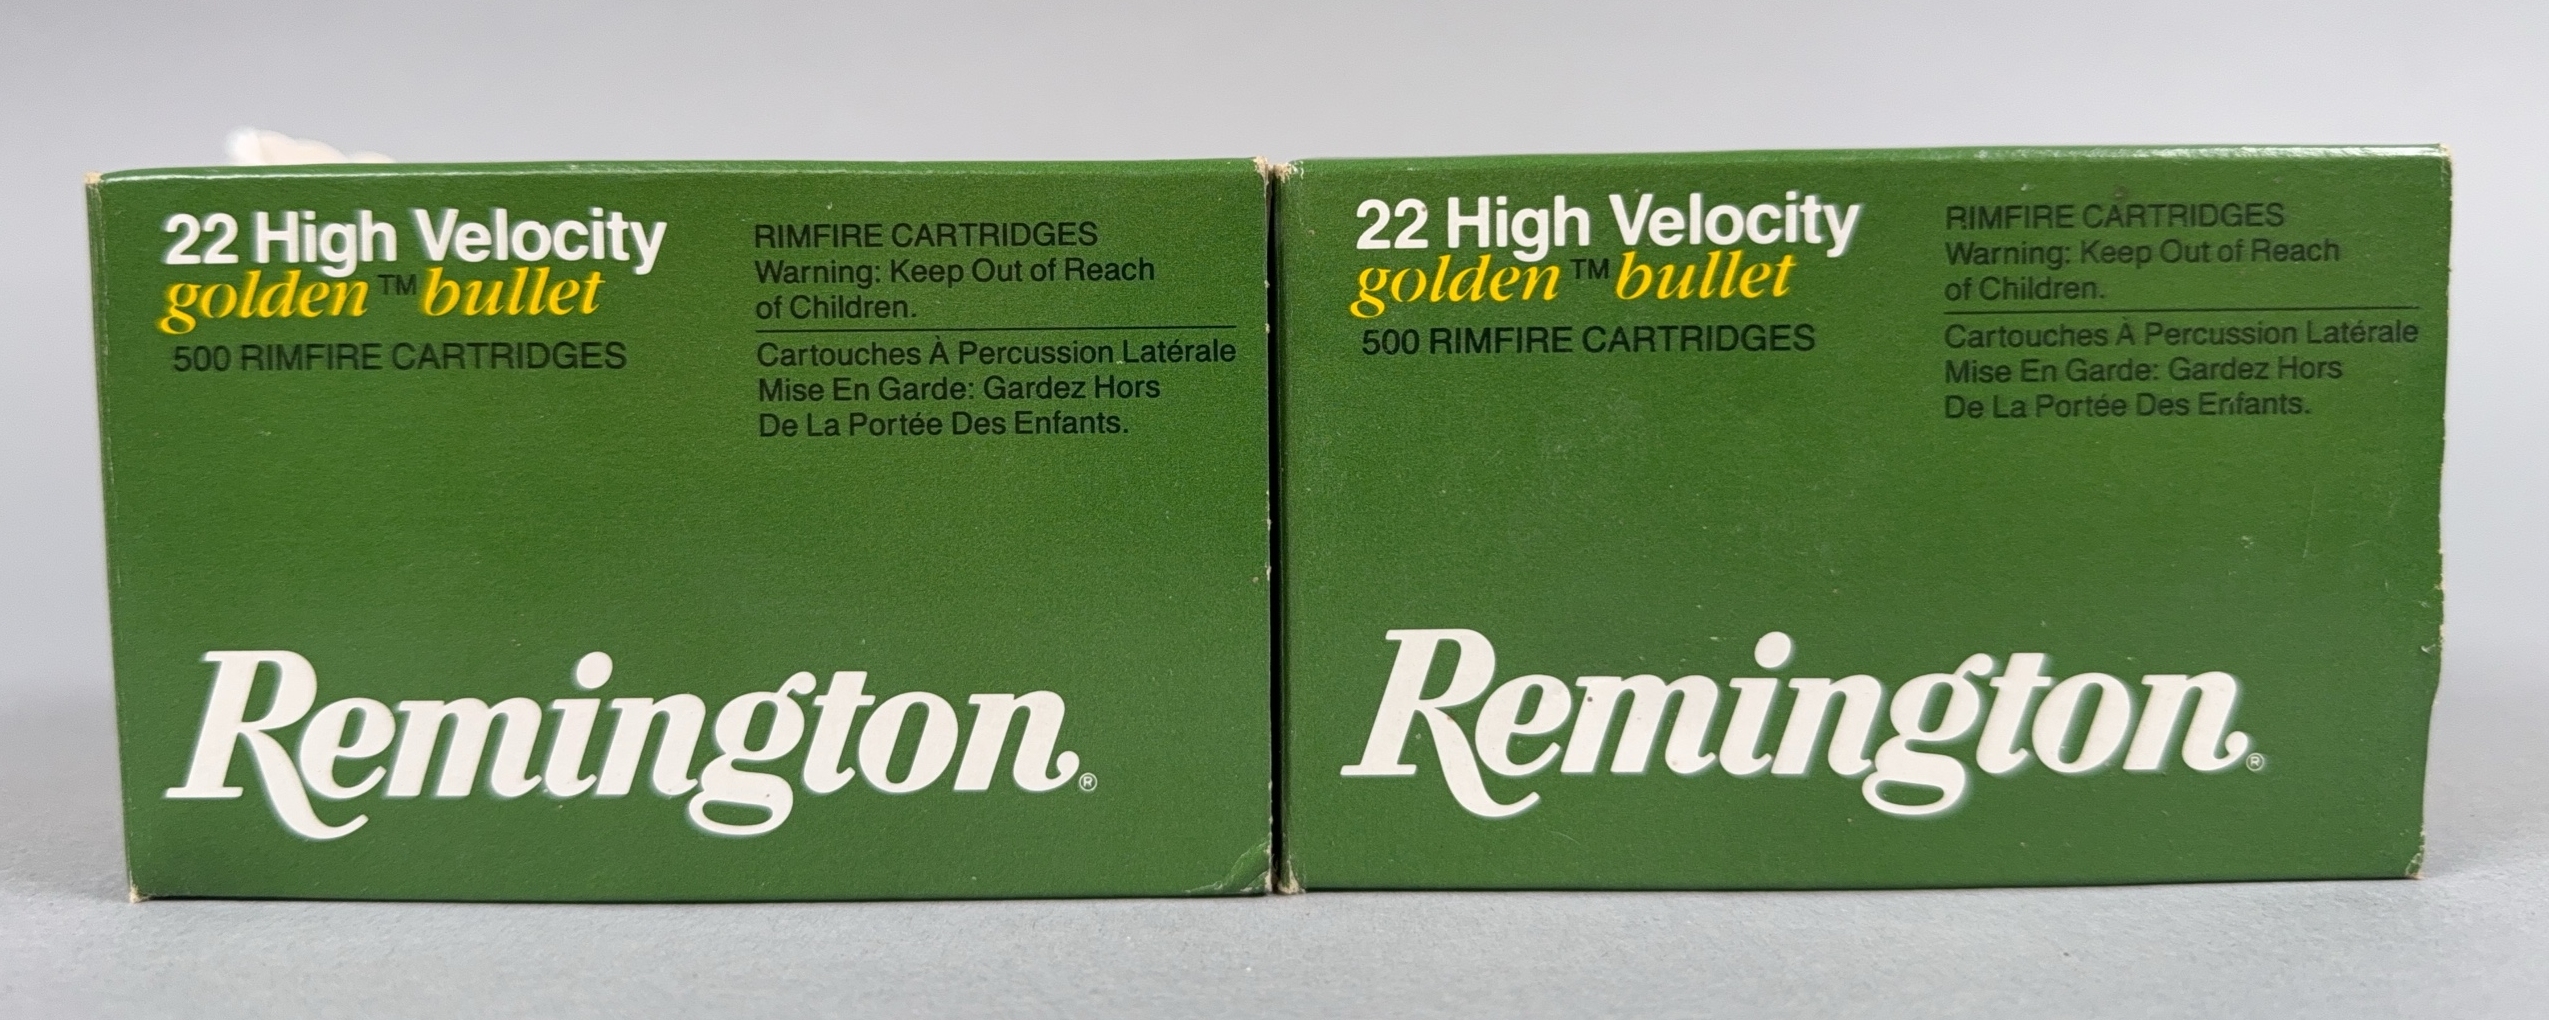 22 High Velocity
golden™ bullet
500 RIMFIRE CARTRIDGES
RIMFIRE CARTRIDGES
Warning: Keep Out of Reach
of Children.
Cartouches À Percussion Latérale
Mise En Garde: Gardez Hors
De La Portée Des Enfants.
Remington®
22 High Velocity
golden™ bullet
500 RIMFIRE CARTRIDGES
RIMFIRE CARTRIDGES
Warning: Keep Out of Reach
of Children.
Cartouches À Percussion Latérale
Mise En Garde: Gardez Hors
De La Portée Des Enfants.
Remington®